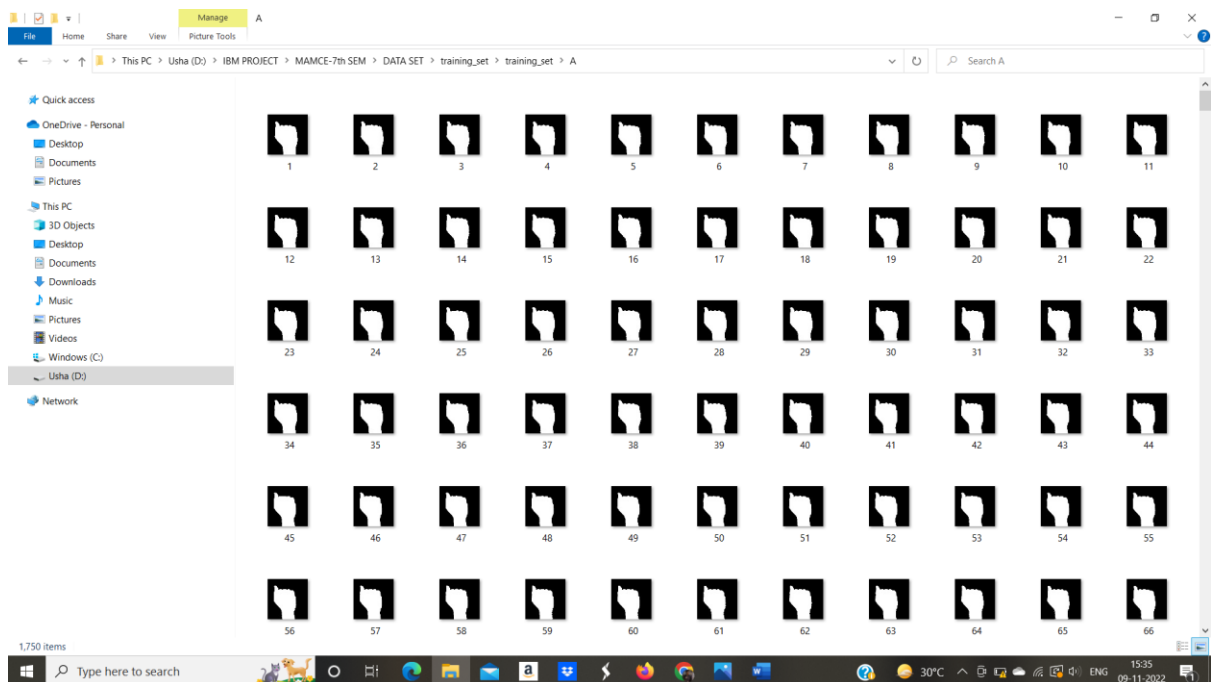 Manage A
File Home Share View Picture Tools
This PC > Usha (D:) > IBM PROJECT > MAMCE-7th SEM > DATA SET > training_set > training_set > A
Search A
Quick access
OneDrive - Personal
Desktop
Documents
Pictures
This PC
3D Objects
Desktop
Documents
Downloads
Music
Pictures
Videos
Windows (C:)
Usha (D:)
Network
1 2 3 4 5 6 7 8 9 10 11
12 13 14 15 16 17 18 19 20 21 22
23 24 25 26 27 28 29 30 31 32 33
34 35 36 37 38 39 40 41 42 43 44
45 46 47 48 49 50 51 52 53 54 55
56 57 58 59 60 61 62 63 64 65 66
1,750 items
Type here to search
a
W
30°C
ENG
15:35
09-11-2022
1